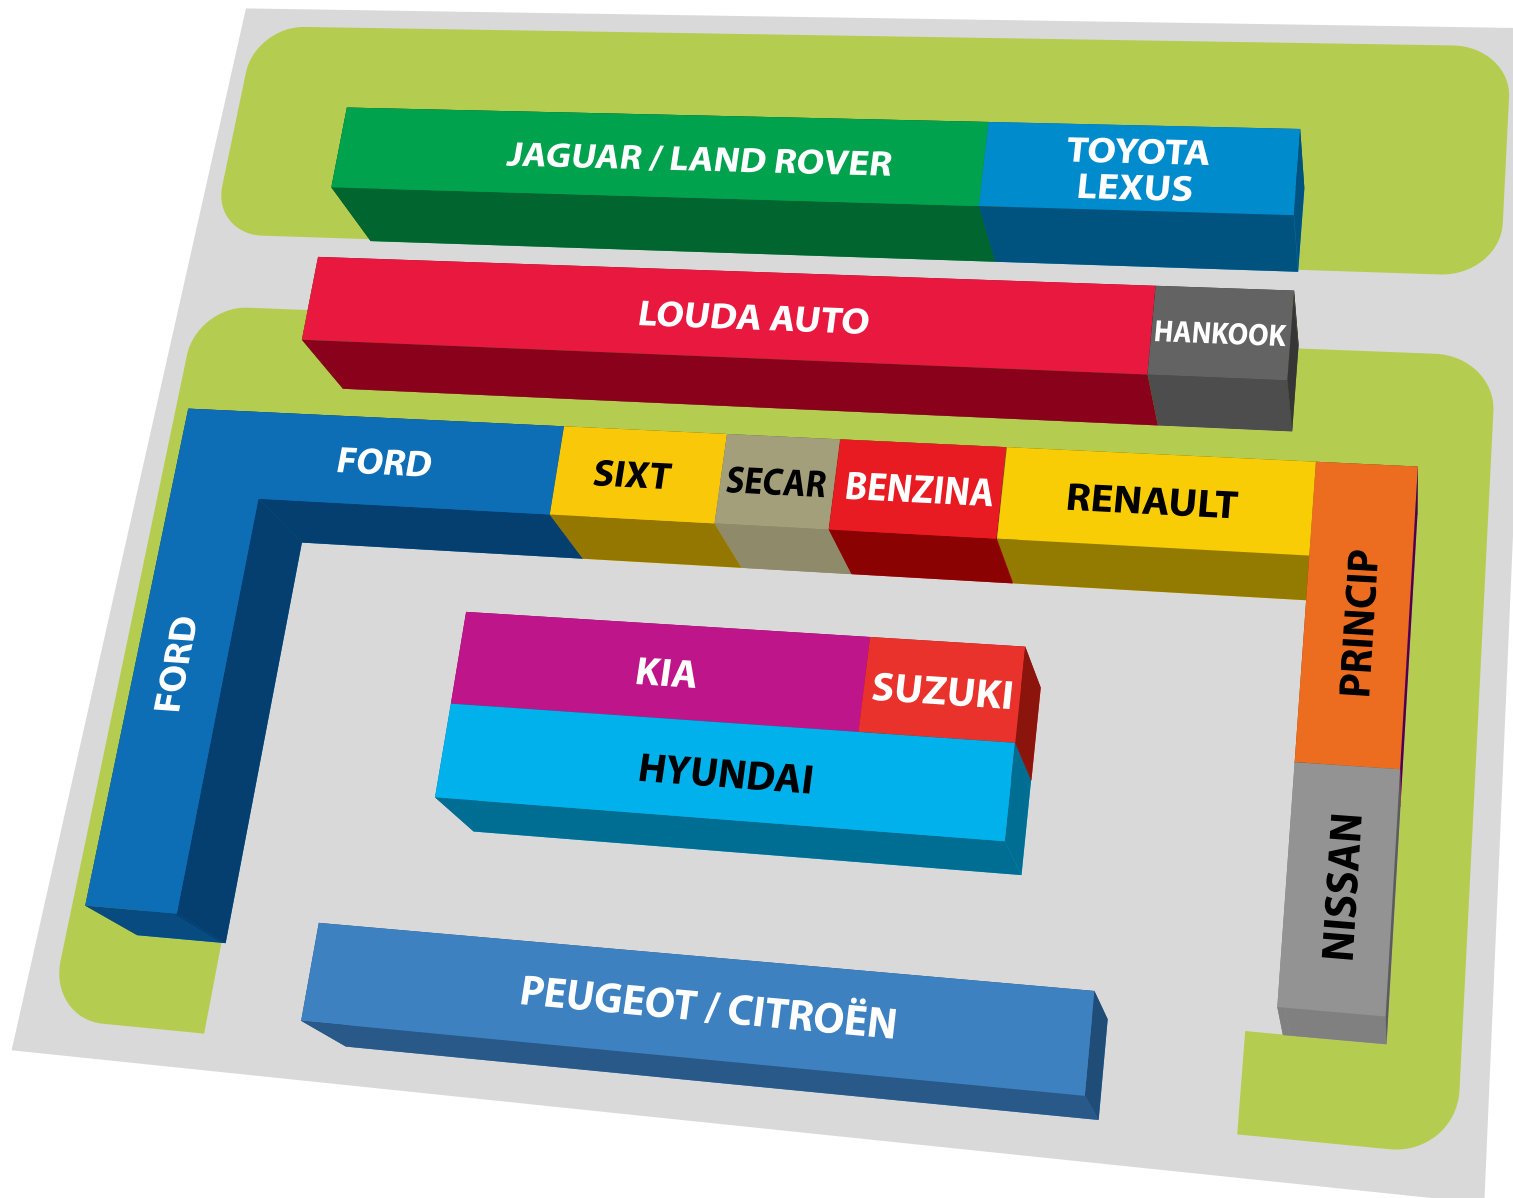 JAGUAR / LAND ROVER
TOYOTA
LEXUS
LOUDA AUTO
HANKOOK
FORD
SIXT
SECAR
BENZINA
RENAULT
PRINCIP
FORD
KIA
SUZUKI
HYUNDAI
NISSAN
PEUGEOT / CITROËN